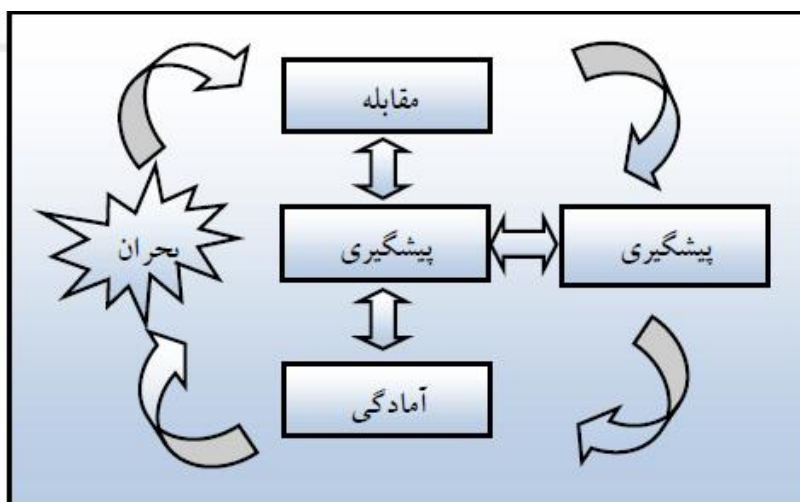 مقابله
پیشگیری
پیشگیری
بحران
آمادگی